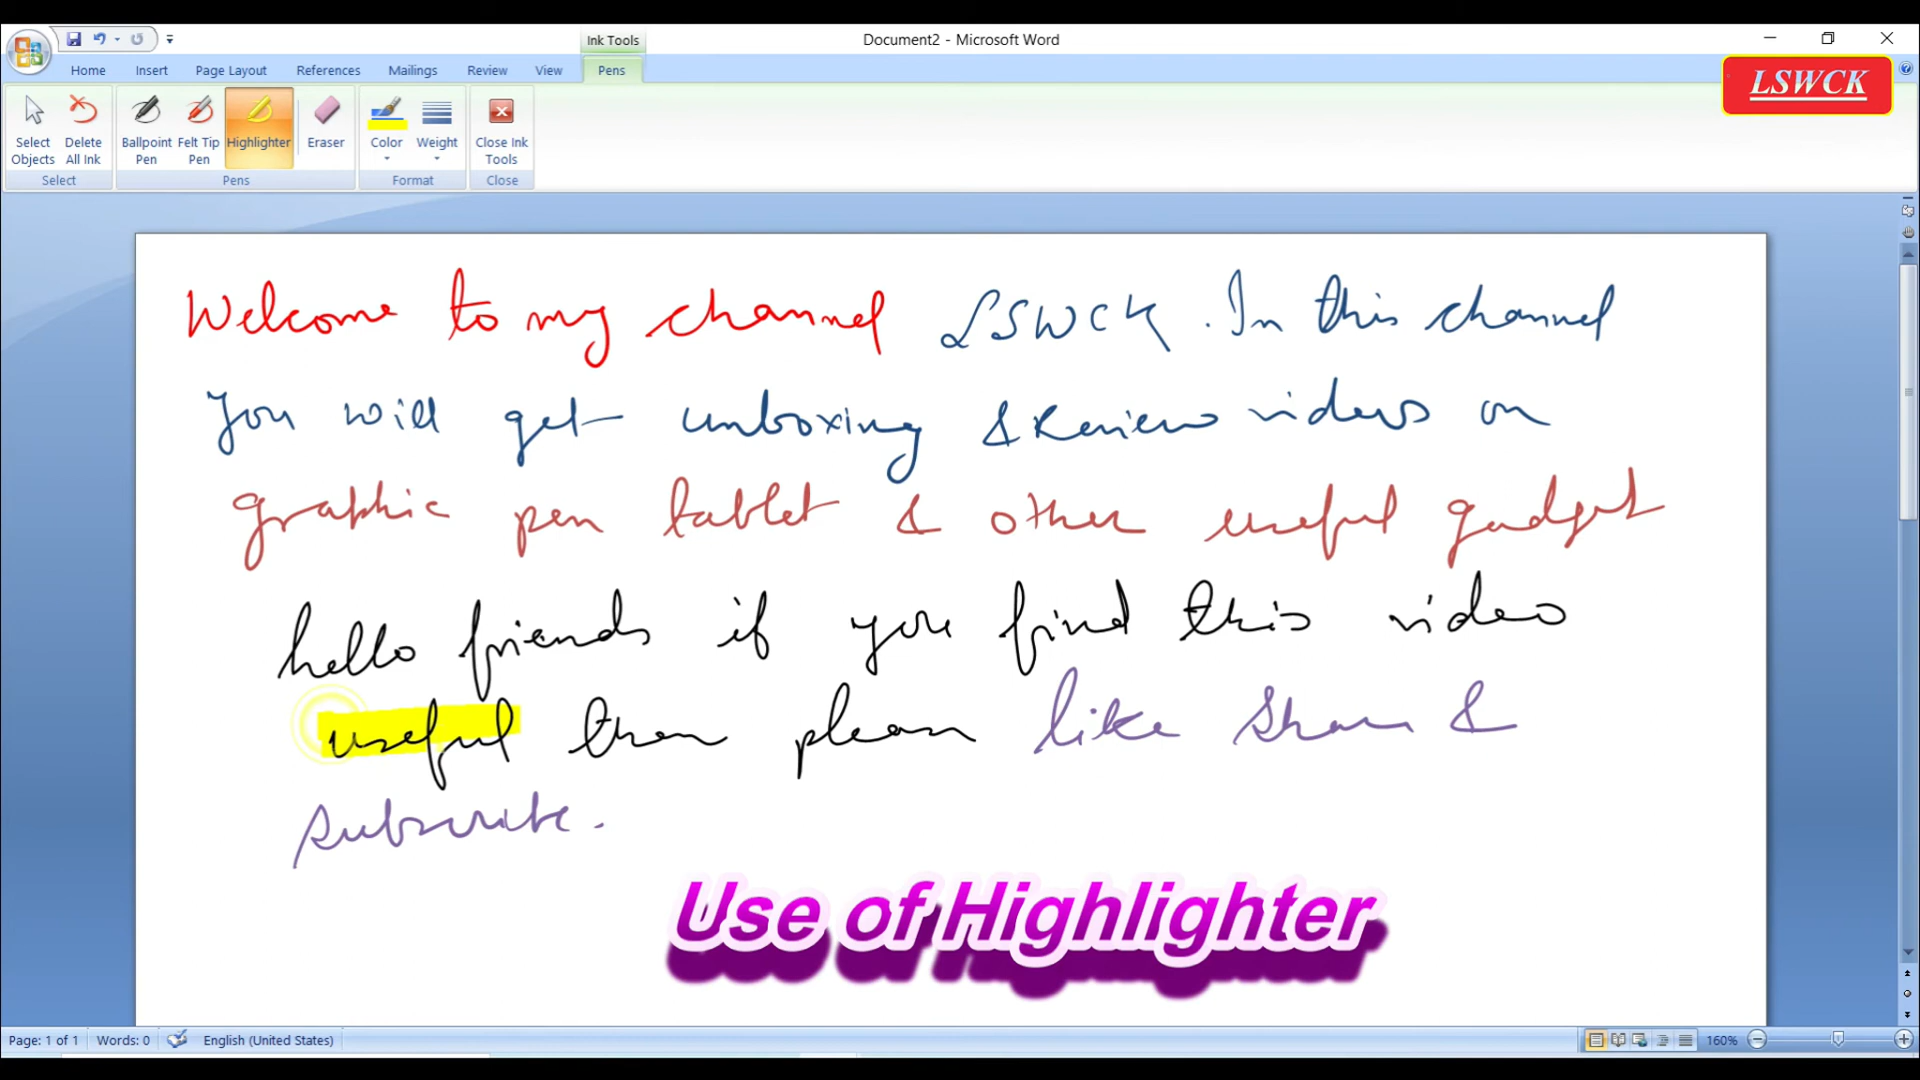 Ink Tools
Document2 - Microsoft Word
Home Insert Page Layout References Mailings Review View Pens
LSWCK
Select Objects
Delete All Ink
Ballpoint Pen
Felt Tip Pen
Highlighter
Eraser
Color
Weight
Close Ink Tools
Select Pens Format Close
Welcome to my channel LSWCK. In this channel
You will get unboxing & Review videos on
graphic pen tablet & other useful gadget
hello friends if you find this video
useful then please like Share &
subscribe.
Use of Highlighter
Page: 1 of 1 Words: 0 English (United States) 160%